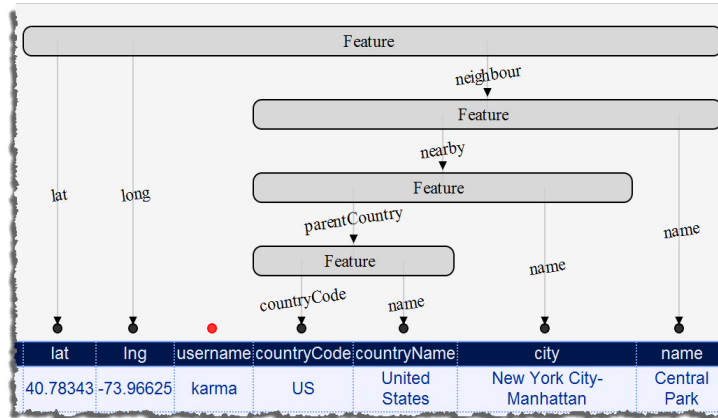 Feature
neighbour
Feature
nearby
Feature
lat
long
parentCountry
name
Feature
name
countryCode
name
lat lng username countryCode countryName city name
40.78343 -73.96625 karma US United States New York City-Manhattan Central Park